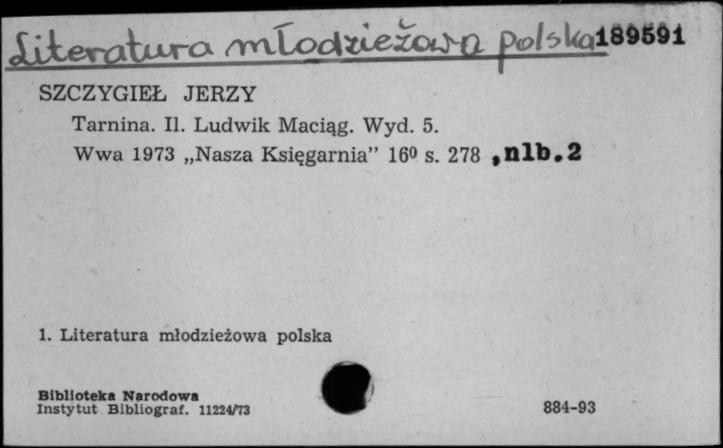 Literatura młodzieżowa polska 189591
SZCZYGIEŁ JERZY
Tarnina. Il. Ludwik Maciąg. Wyd. 5.
Wwa 1973 „Nasza Księgarnia” 16⁰ s. 278 ,nlb.2
1. Literatura młodzieżowa polska
Biblioteka Narodowa
Instytut Bibliograf. 11224/73
884-93